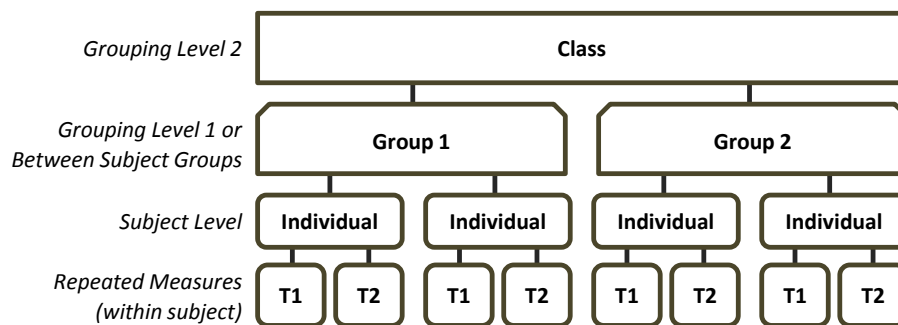 Grouping Level 2
Class
Grouping Level 1 or
Between Subject Groups
Group 1
Group 2
Subject Level
Individual
Individual
Individual
Individual
Repeated Measures
(within subject)
T1
T2
T1
T2
T1
T2
T1
T2